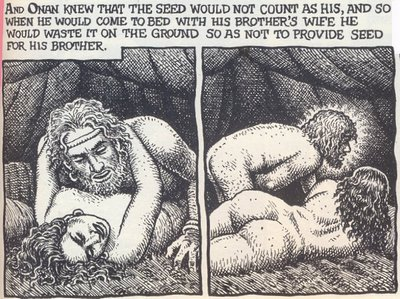 AND ONAN KNEW THAT THE SEED WOULD NOT COUNT AS HIS, AND SO
WHEN HE WOULD COME TO BED WITH HIS BROTHER'S WIFE HE
WOULD WASTE IT ON THE GROUND SO AS NOT TO PROVIDE SEED
FOR HIS BROTHER.